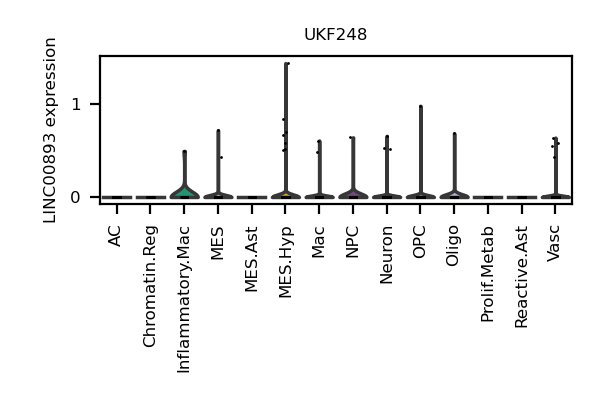 UKF248
LINC00893 expression
1
0
AC
Chromatin.Reg
Inflammatory.Mac
MES
MES.Ast
MES.Hyp
Mac
NPC
Neuron
OPC
Oligo
Prolif.Metab
Reactive.Ast
Vasc